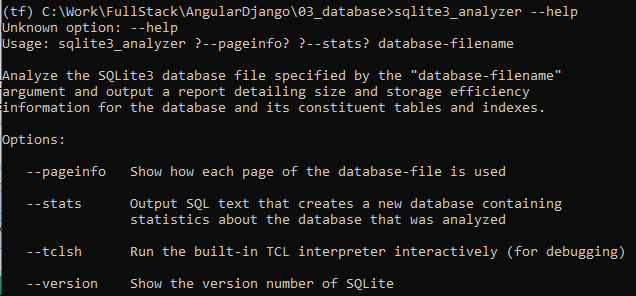 (tf) C:\Work\FullStack\AngularDjango\03_database>sqlite3_analyzer --help
Unknown option: --help
Usage: sqlite3_analyzer ?--pageinfo? ?--stats? database-filename
Analyze the SQLite3 database file specified by the "database-filename"
argument and output a report detailing size and storage efficiency
information for the database and its constituent tables and indexes.
Options:
--pageinfo   Show how each page of the database-file is used
--stats      Output SQL text that creates a new database containing
statistics about the database that was analyzed
--tclsh      Run the built-in TCL interpreter interactively (for debugging)
--version    Show the version number of SQLite